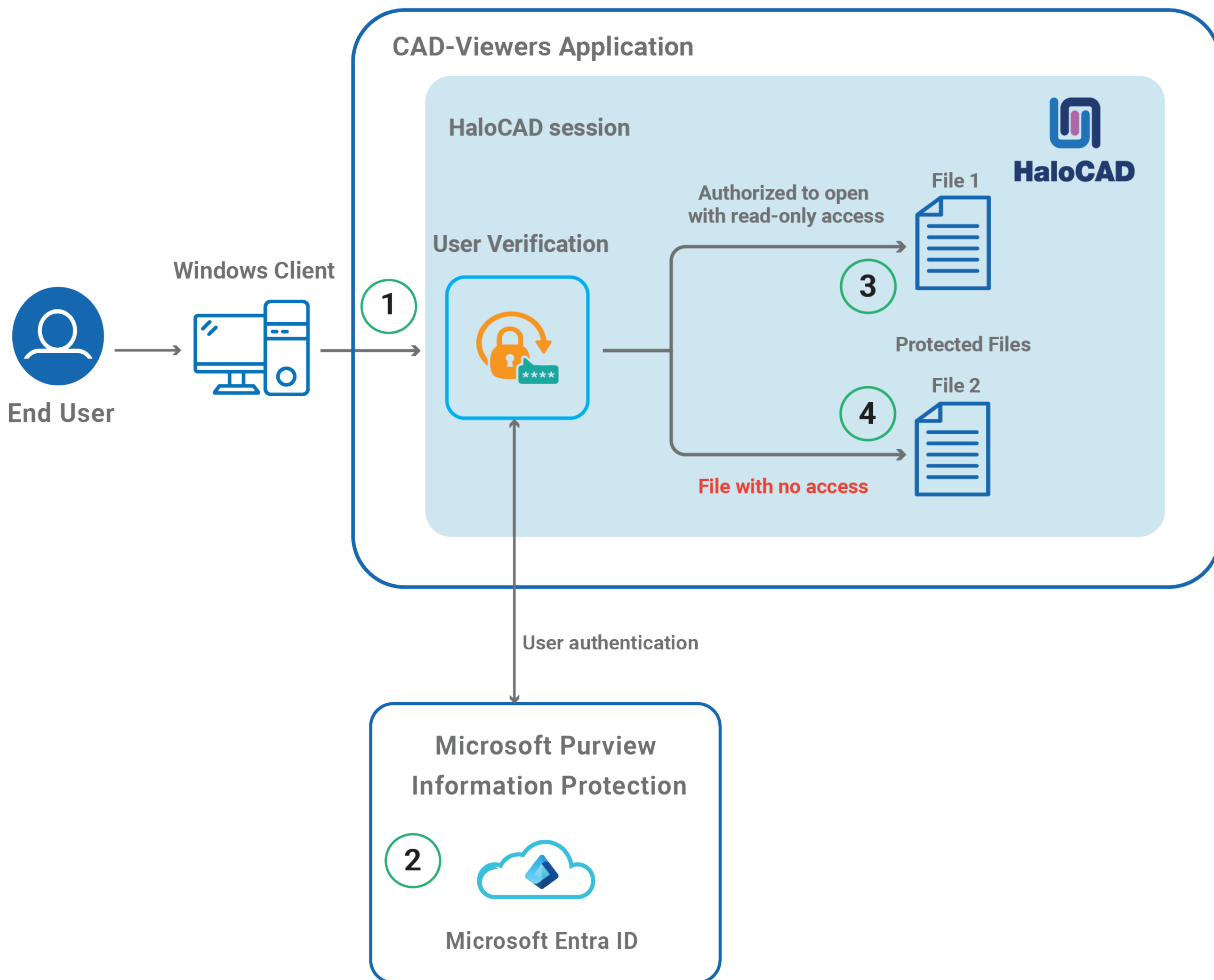 CAD-Viewers Application
HaloCAD session
HaloCAD
File 1
Authorized to open
with read-only access
User Verification
Windows Client
1
3
End User
Protected Files
File 2
4
****
File with no access
User authentication
Microsoft Purview
Information Protection
2
Microsoft Entra ID